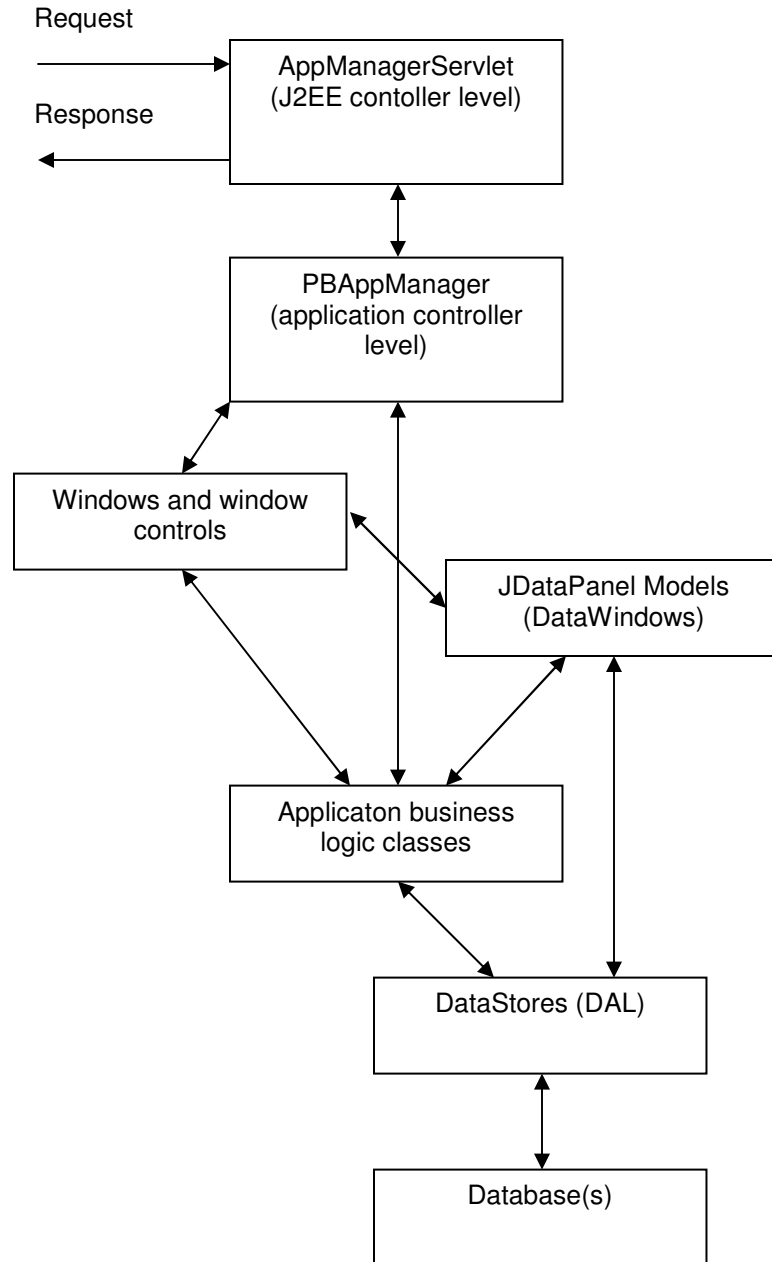 Request
AppManagerServlet
(J2EE contoller level)
Response
PBAppManager
(application controller
level)
Windows and window
controls
JDataPanel Models
(DataWindows)
Applicaton business
logic classes
DataStores (DAL)
Database(s)